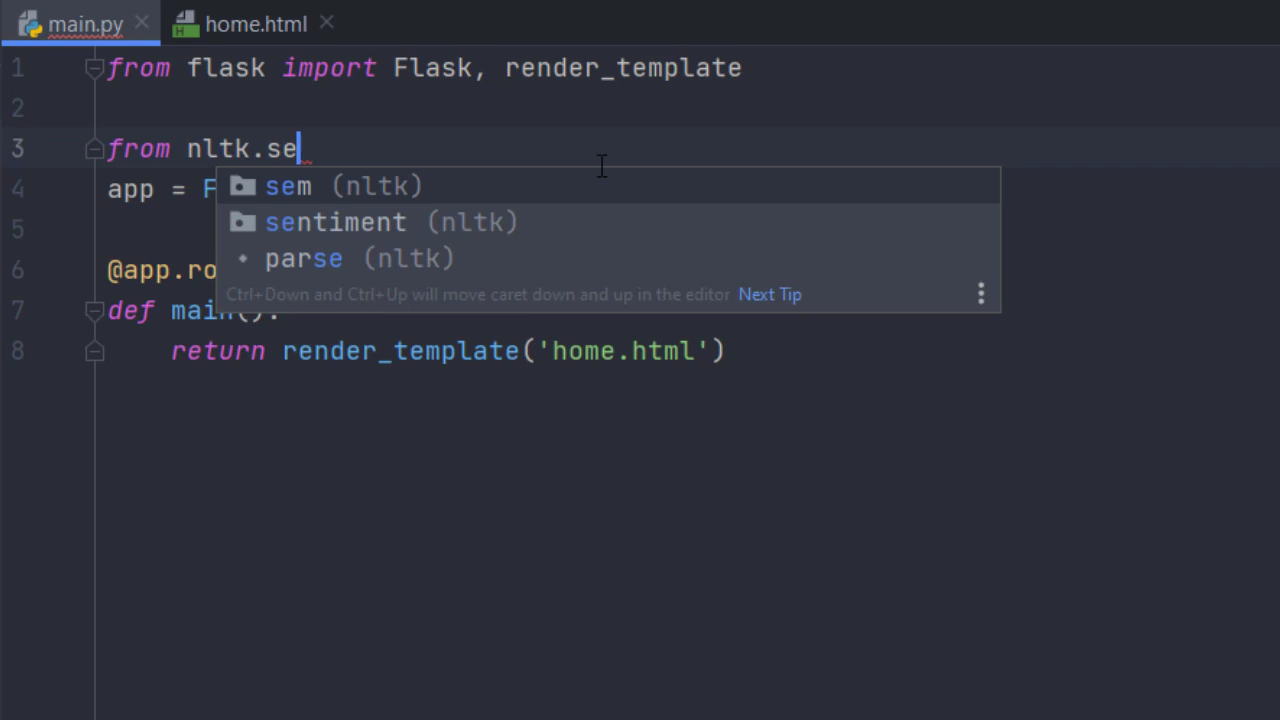 main.py home.html
1 from flask import Flask, render_template
2
3 from nltk.se
sem (nltk)
4 app = F
sentiment (nltk)
5
parse (nltk)
6 @app.ro
Ctrl+Down and Ctrl+Up will move caret down and up in the editor Next Tip
7 def main():
8 return render_template('home.html')